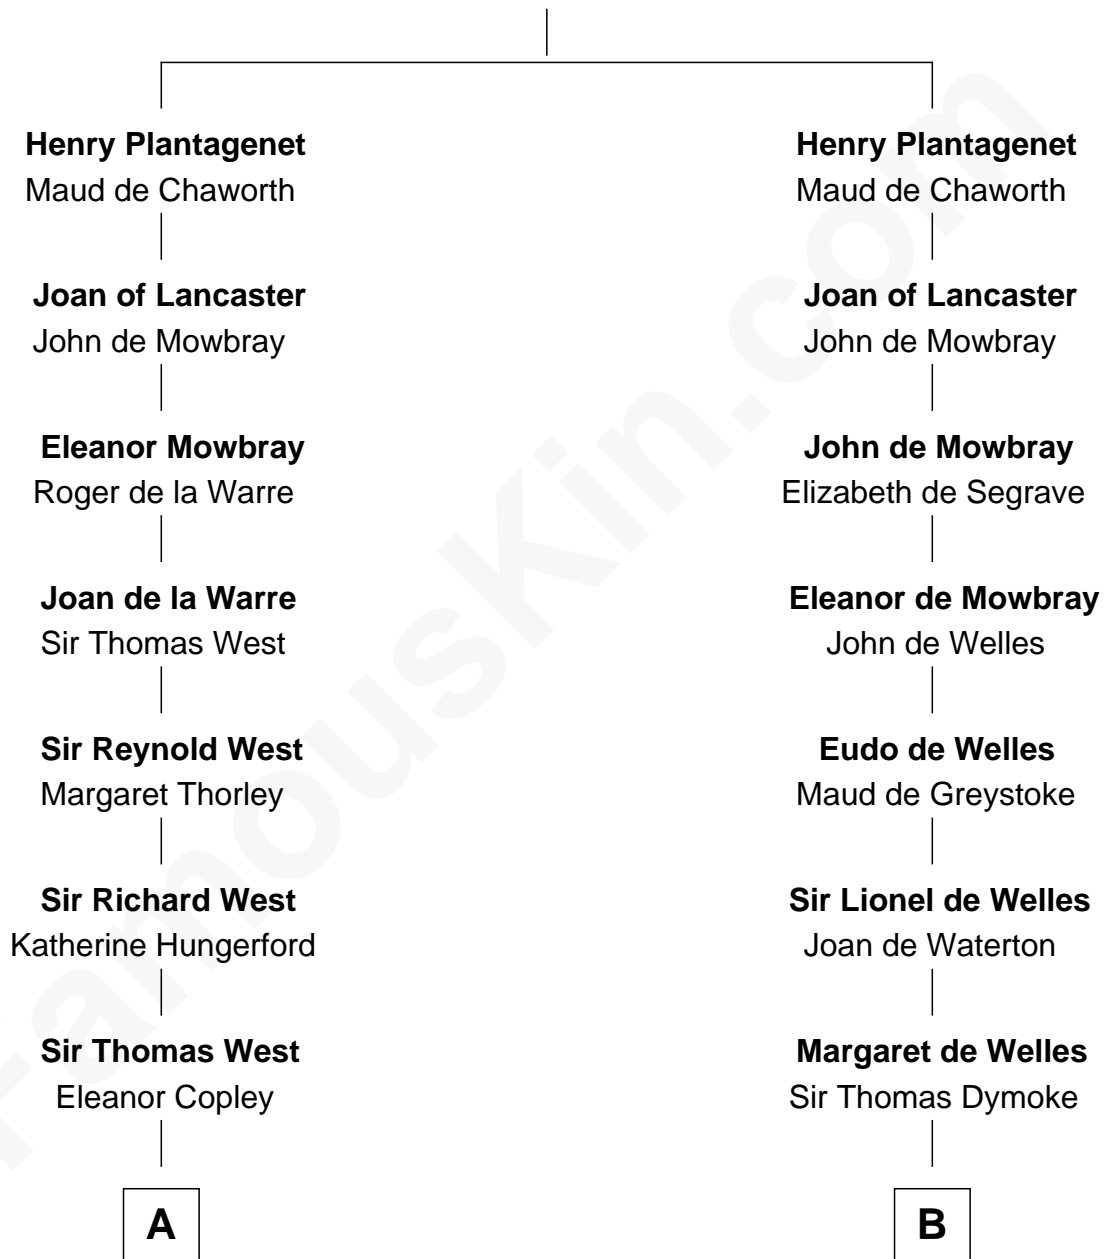 Henry Plantagenet
Maud de Chaworth
Joan of Lancaster
John de Mowbray
Eleanor Mowbray
Roger de la Warre
Joan de la Warre
Sir Thomas West
Sir Reynold West
Margaret Thorley
Sir Richard West
Katherine Hungerford
Sir Thomas West
Eleanor Copley
A
Henry Plantagenet
Maud de Chaworth
Joan of Lancaster
John de Mowbray
John de Mowbray
Elizabeth de Segrave
Eleanor de Mowbray
John de Welles
Eudo de Welles
Maud de Greystoke
Sir Lionel de Welles
Joan de Waterton
Margaret de Welles
Sir Thomas Dymoke
B
FamousKin.com